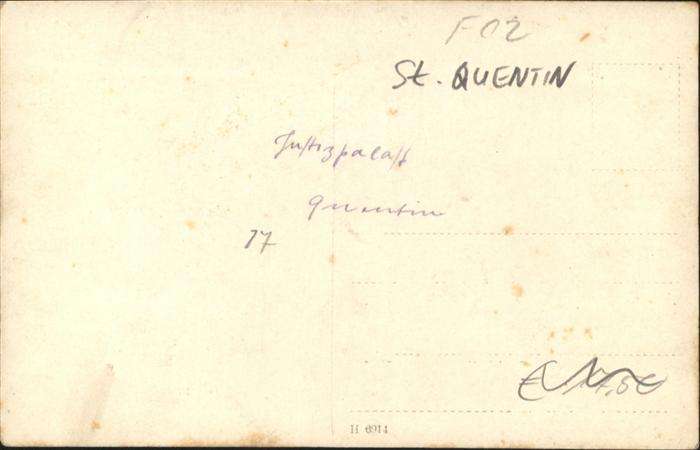 F02
St. QUENTIN
Justizpalast
Quentin
17
H 6914